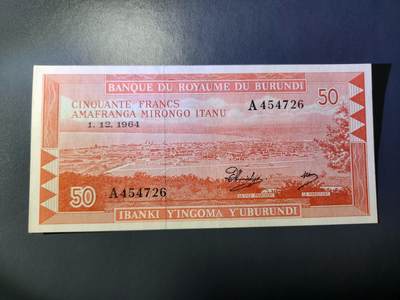 BANQUE DU ROYAUME DU BURUNDI
CINQUANTE FRANCS
AMAFRANGA MIRONGO ITANU
1.12.1964
A454726
50
50
A454726
IBANKI Y'INGOMA Y'UBURUNDI